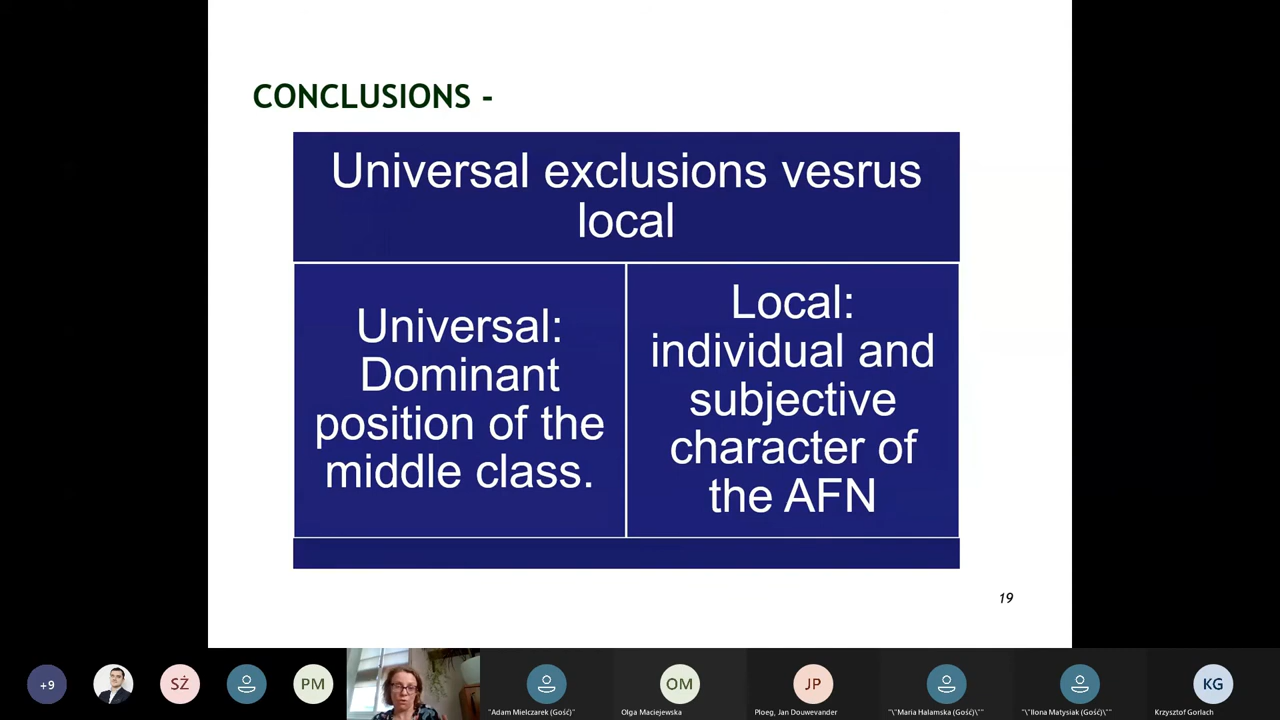 CONCLUSIONS -
Universal exclusions vesrus
local
Universal:
Dominant
position of the
middle class.
Local:
individual and
subjective
character of
the AFN
19
+9
SŻ
PM
OM
JP
KG
"Adam Mielczarek (Gość)"
Olga Maciejewska
Ploeg, Jan Douwevander
"\"Maria Halamska (Gość)\""
"\"Ilona Matysiak (Gość)\""
Krzysztof Gorlach